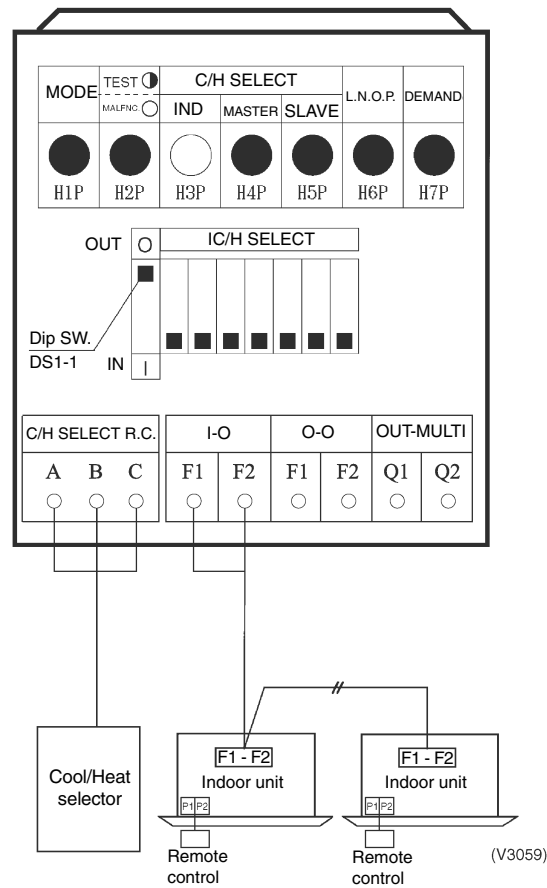 MODE TEST C/H SELECT L.N.O.P. DEMAND
MALFNC. IND MASTER SLAVE
H1P H2P H3P H4P H5P H6P H7P
OUT O IC/H SELECT
Dip SW.
DS1-1 IN I
C/H SELECT R.C. I-O O-O OUT-MULTI
A B C F1 F2 F1 F2 Q1 Q2
F1 - F2 F1 - F2
Cool/Heat
selector
Indoor unit Indoor unit
P1 P2 P1 P2
Remote
control
Remote
control
(V3059)